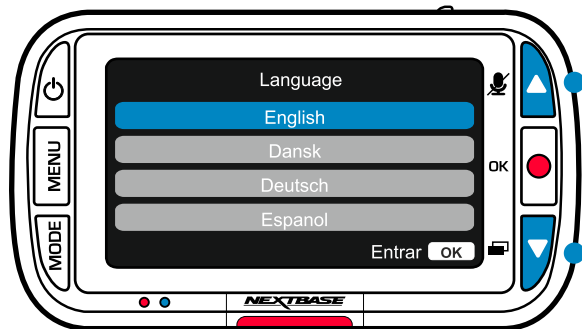 Language
English
Dansk
Deutsch
Espanol
Entrar OK
MENU
MODE
OK
NEXTBASE